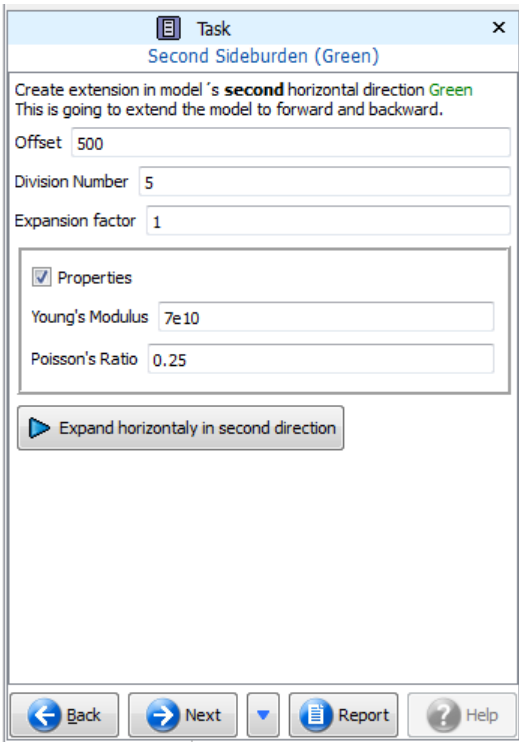 Task
Second Sideburden (Green)
Create extension in model´s second horizontal direction Green
This is going to extend the model to forward and backward.
Offset 500
Division Number 5
Expansion factor 1
Properties
Young's Modulus 7e10
Poisson's Ratio 0.25
Expand horizontaly in second direction
Back Next Report Help